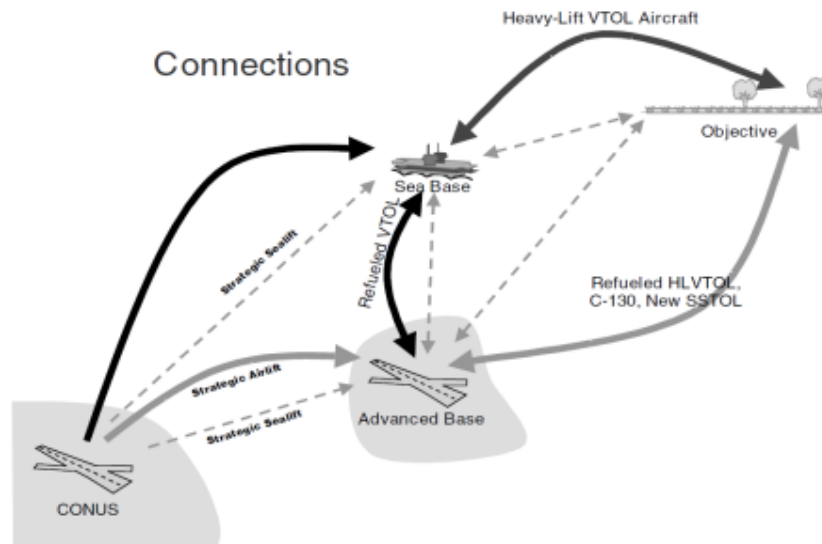 Heavy-Lift VTOL Aircraft
Connections
Objective
Sea Base
Refueled VTOL
Strategic Sealift
Refueled HLVTOL,
C-130, New SSTOL
Strategic Airlift
Strategic Sealift
Advanced Base
CONUS